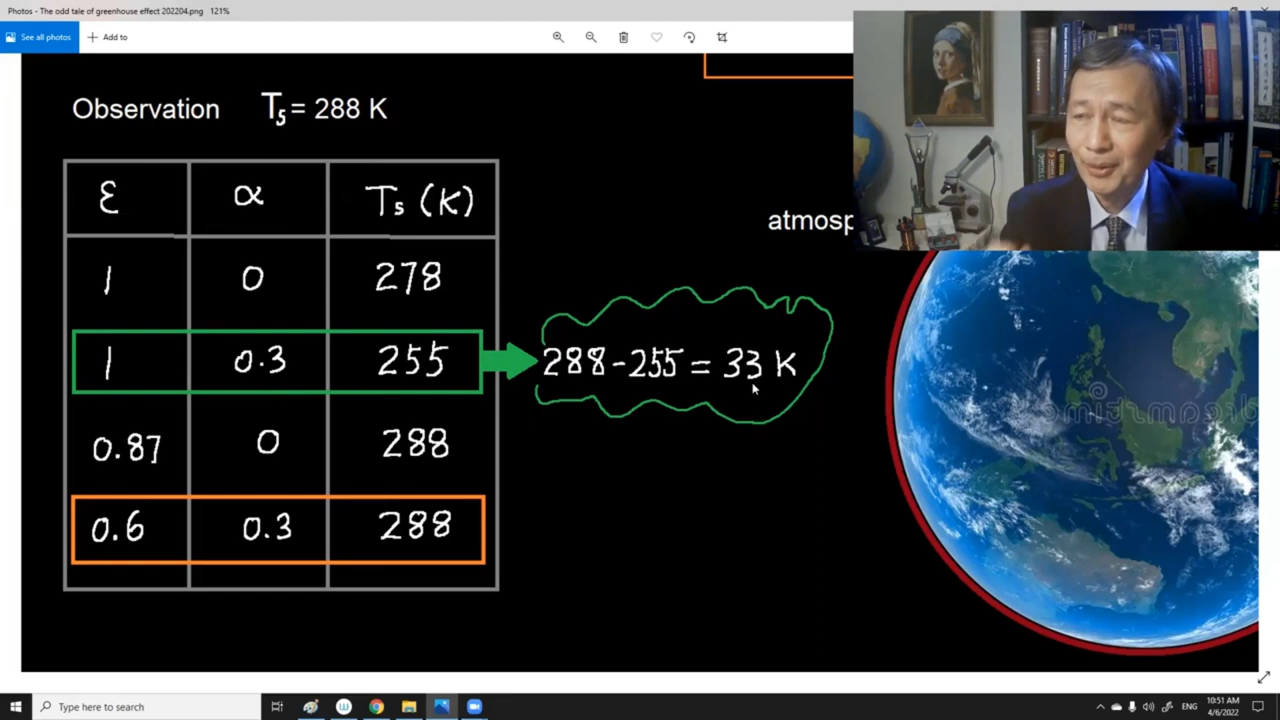 Photos - The odd tale of greenhouse effect 202204.png 121%
See all photos + Add to
Observation Ts = 288 K
ε α Ts (K)
1 0 278
1 0.3 255
288 - 255 = 33 K
0.87 0 288
0.6 0.3 288
atmosp
Type here to search
ENG
10:51 AM
4/6/2022